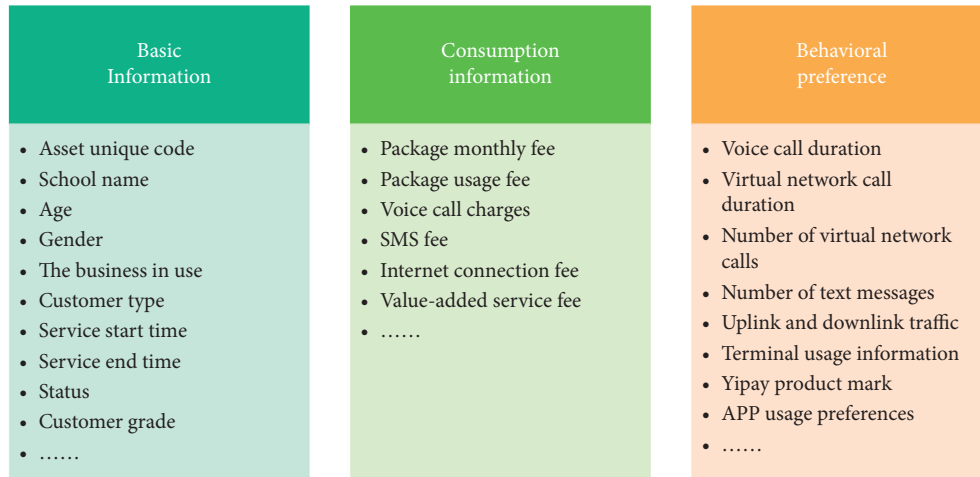 Basic
Information
• Asset unique code
• School name
• Age
• Gender
• The business in use
• Customer type
• Service start time
• Service end time
• Status
• Customer grade
• ......
Consumption
information
• Package monthly fee
• Package usage fee
• Voice call charges
• SMS fee
• Internet connection fee
• Value-added service fee
• ......
Behavioral
preference
• Voice call duration
• Virtual network call
duration
• Number of virtual network
calls
• Number of text messages
• Uplink and downlink traffic
• Terminal usage information
• Yipay product mark
• APP usage preferences
• ......